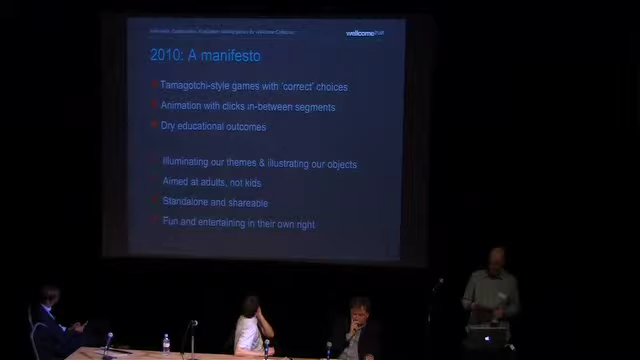 wellcome trust
2010: A manifesto
Tamagotchi-style games with 'correct' choices
Animation with clicks in-between segments
Dry educational outcomes
Illuminating our themes & illustrating our objects
Aimed at adults, not kids
Standalone and shareable
Fun and entertaining in their own right